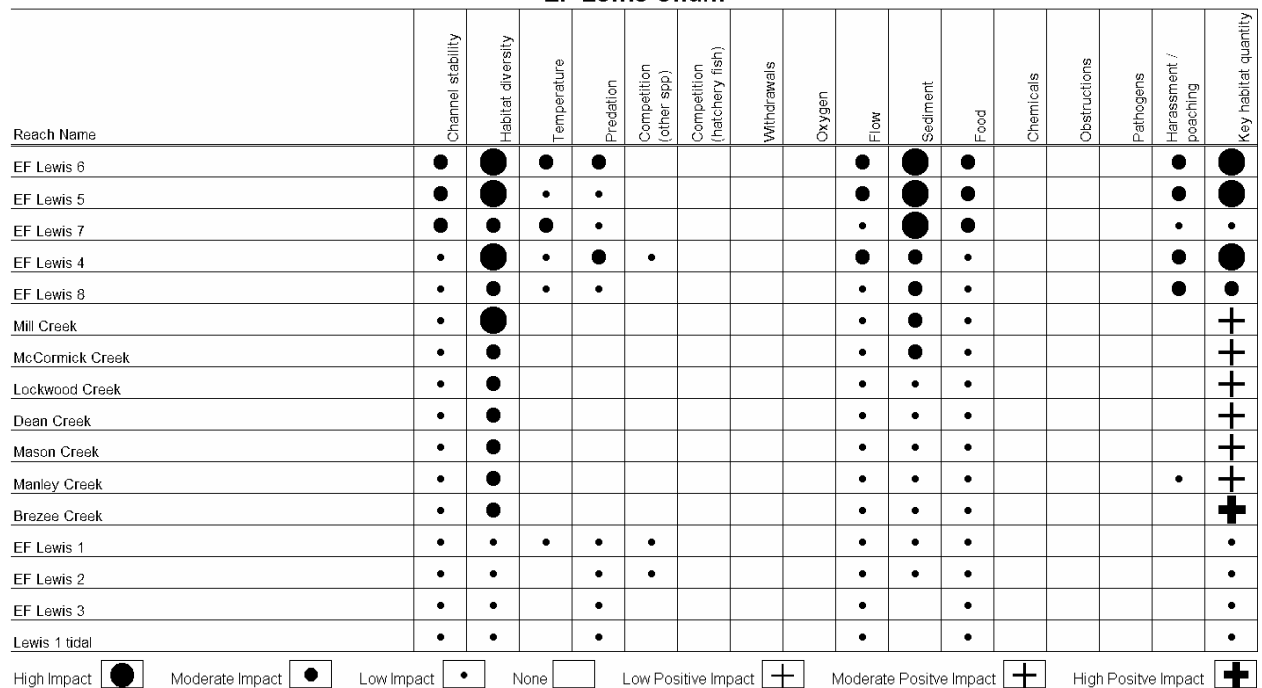 Reach Name
Channel stability
Habitat diversity
Temperature
Predation
Competition
(other spp)
Competition
(hatchery fish)
Withdrawals
Oxygen
Flow
Sediment
Food
Chemicals
Obstructions
Pathogens
Harassment /
poaching
Key habitat quantity
EF Lewis 6
EF Lewis 5
EF Lewis 7
EF Lewis 4
EF Lewis 8
Mill Creek
McCormick Creek
Lockwood Creek
Dean Creek
Mason Creek
Manley Creek
Brezee Creek
EF Lewis 1
EF Lewis 2
EF Lewis 3
Lewis 1 tidal
High Impact Moderate Impact Low Impact None Low Positive Impact Moderate Positve Impact High Positve Impact